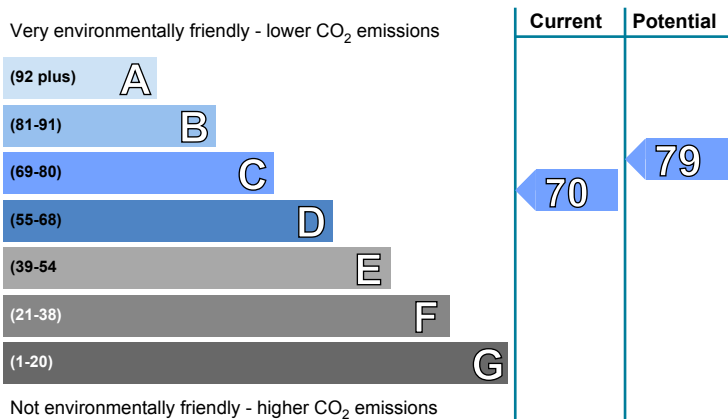 Current Potential
Very environmentally friendly - lower CO2 emissions
(92 plus) A
(81-91) B
(69-80) C
79
70
(55-68) D
(39-54 E
(21-38) F
(1-20) G
Not environmentally friendly - higher CO2 emissions